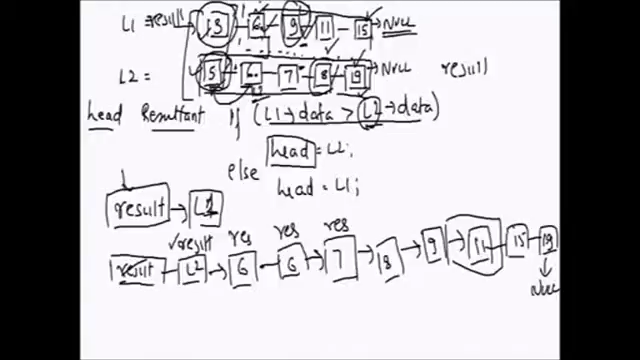 L1 = result 3 6 9 11 15 NULL
L2 = 5 6 7 8 19 NULL result
head Resultant if (L1→data > L2→data)
head = L2;
else
head = L1;
result → L1
✓result res res res
result L2 → 6 → 6 → 7 → 8 → 9 → 11 15 19
NULL